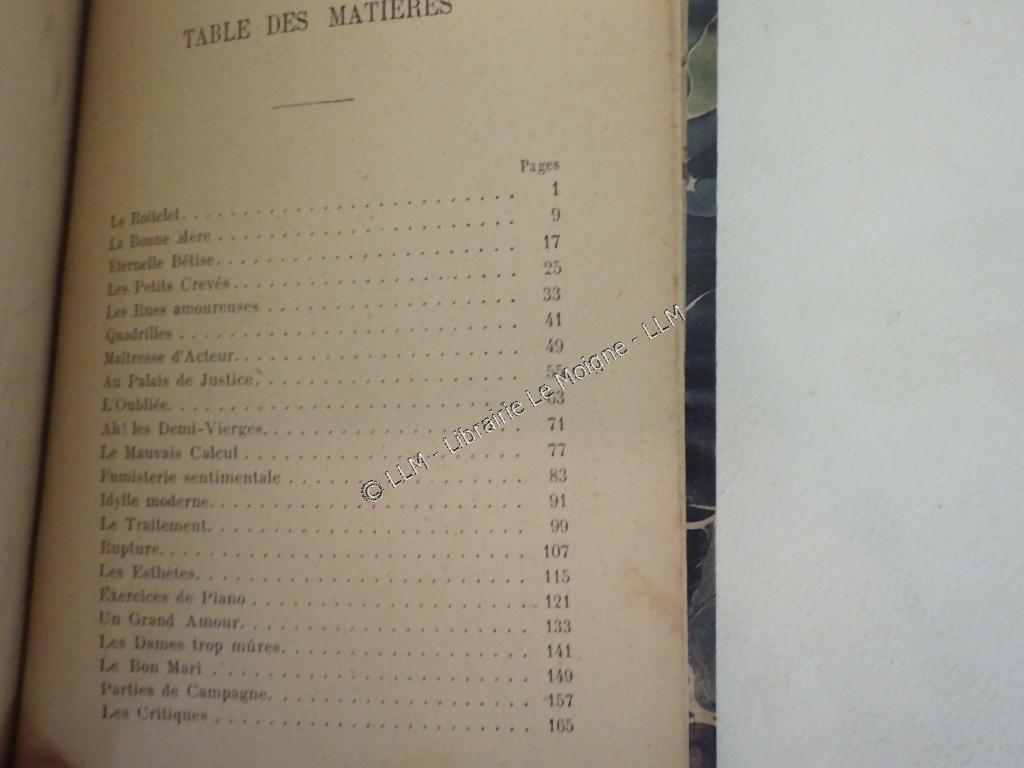 TABLE DES MATIÈRES
Pages
Le Roitelet. . . . . . . . . . . . . . . . . . . . . . . . . . 1
La Bonne Mère . . . . . . . . . . . . . . . . . . . . . . . 9
Éternelle Bêtise. . . . . . . . . . . . . . . . . . . . . . . 17
Les Petits Crevés . . . . . . . . . . . . . . . . . . . . . . 25
Les Rues amoureuses . . . . . . . . . . . . . . . . . . . . 33
Quadrilles . . . . . . . . . . . . . . . . . . . . . . . . . . 41
Maîtresse d'Acteur. . . . . . . . . . . . . . . . . . . . . . 49
Au Palais de Justice. . . . . . . . . . . . . . . . . . . . . 55
L'Oubliée. . . . . . . . . . . . . . . . . . . . . . . . . . . 63
Ah! les Demi-Vierges. . . . . . . . . . . . . . . . . . . . 71
Le Mauvais Calcul . . . . . . . . . . . . . . . . . . . . . 77
Fumisterie sentimentale . . . . . . . . . . . . . . . . . . 83
Idylle moderne. . . . . . . . . . . . . . . . . . . . . . . . 91
Le Traitement. . . . . . . . . . . . . . . . . . . . . . . . 99
Rupture. . . . . . . . . . . . . . . . . . . . . . . . . . . . 107
Les Esthètes. . . . . . . . . . . . . . . . . . . . . . . . . 115
Exercices de Piano . . . . . . . . . . . . . . . . . . . . . 121
Un Grand Amour. . . . . . . . . . . . . . . . . . . . . . 133
Les Dames trop mûres. . . . . . . . . . . . . . . . . . . 141
Le Bon Mari . . . . . . . . . . . . . . . . . . . . . . . . 149
Parties de Campagne. . . . . . . . . . . . . . . . . . . . 157
Les Critiques . . . . . . . . . . . . . . . . . . . . . . . . 165
© LLM - Librairie Le Moigne - LLM